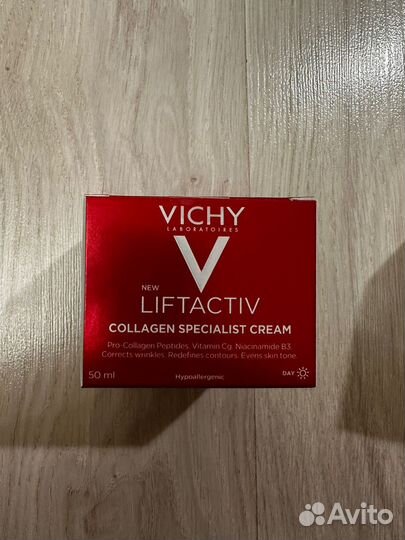 VICHY
LABORATOIRES
V
NEW
LIFTACTIV
COLLAGEN SPECIALIST CREAM
Pro-Collagen Peptides. Vitamin Cg. Niacinamide B3.
Corrects wrinkles. Redefines contours. Evens skin tone.
50 ml
Hypoallergenic
DAY
Avito